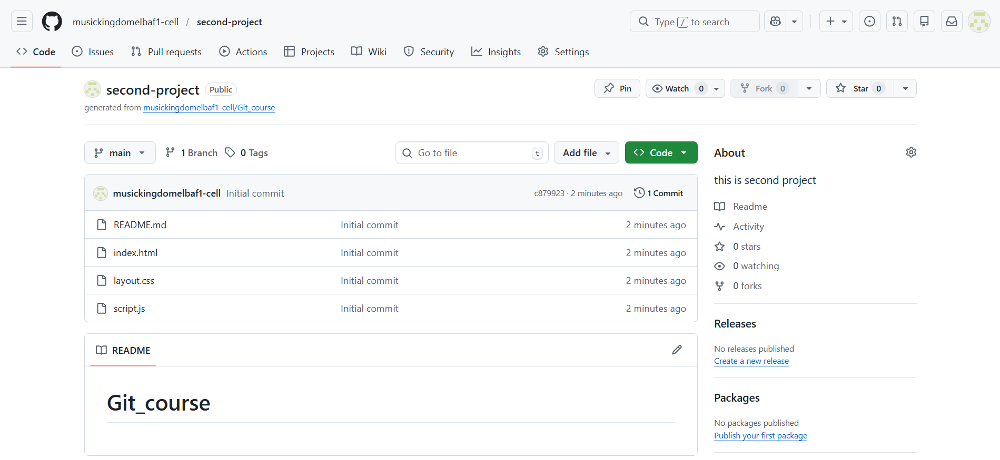 musickingdomelbaf1-cell / second-project
Type / to search
Code Issues Pull requests Actions Projects Wiki Security Insights Settings
second-project Public
generated from musickingdomelbaf1-cell/Git_course
Pin Watch 0 Fork 0 Star 0
main 1 Branch 0 Tags Go to file t Add file Code
musickingdomelbaf1-cell Initial commit c879923 · 2 minutes ago 1 Commit
README.md Initial commit 2 minutes ago
index.html Initial commit 2 minutes ago
layout.css Initial commit 2 minutes ago
script.js Initial commit 2 minutes ago
README
Git_course
About
this is second project
Readme
Activity
0 stars
0 watching
0 forks
Releases
No releases published
Create a new release
Packages
No packages published
Publish your first package